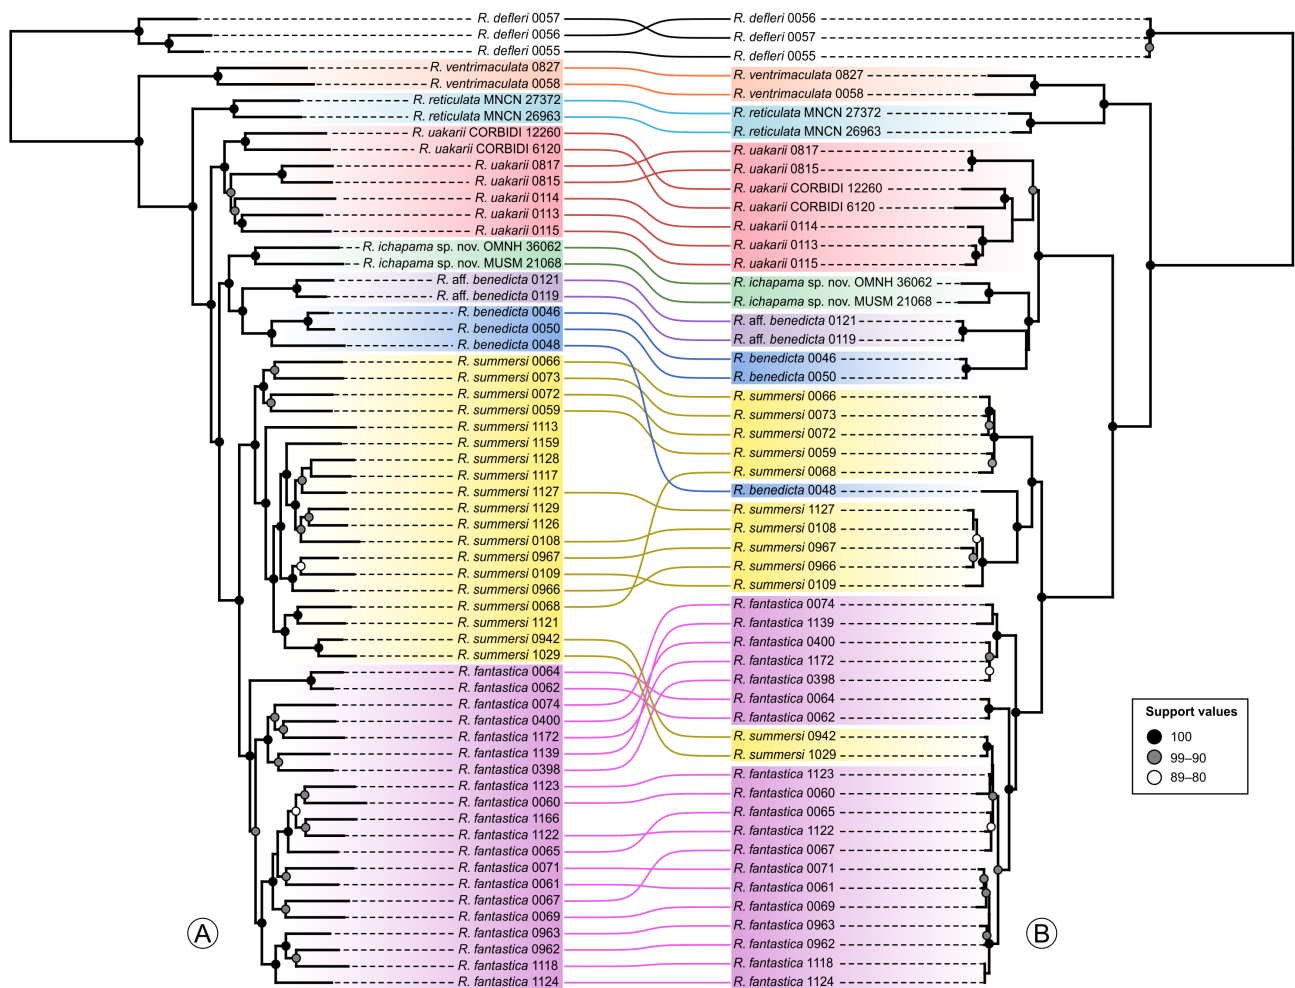 R. defleri 0057
R. defleri 0056
R. defleri 0055
R. ventrimaculata 0827
R. ventrimaculata 0058
R. reticulata MNCN 27372
R. reticulata MNCN 26963
R. uakarii CORBIDI 12260
R. uakarii CORBIDI 6120
R. uakarii 0817
R. uakarii 0815
R. uakarii 0114
R. uakarii 0113
R. uakarii 0115
R. ichapama sp. nov. OMNH 36062
R. ichapama sp. nov. MUSM 21068
R. aff. benedicta 0121
R. aff. benedicta 0119
R. benedicta 0046
R. benedicta 0050
R. benedicta 0048
R. summersi 0066
R. summersi 0073
R. summersi 0072
R. summersi 0059
R. summersi 1113
R. summersi 1159
R. summersi 1128
R. summersi 1117
R. summersi 1127
R. summersi 1129
R. summersi 1126
R. summersi 0108
R. summersi 0967
R. summersi 0109
R. summersi 0966
R. summersi 0068
R. summersi 1121
R. summersi 0942
R. summersi 1029
R. fantastica 0064
R. fantastica 0062
R. fantastica 0074
R. fantastica 0400
R. fantastica 1172
R. fantastica 1139
R. fantastica 0398
R. fantastica 1123
R. fantastica 0060
R. fantastica 1166
R. fantastica 1122
R. fantastica 0065
R. fantastica 0071
R. fantastica 0061
R. fantastica 0067
R. fantastica 0069
R. fantastica 0963
R. fantastica 0962
R. fantastica 1118
R. fantastica 1124
A
R. defleri 0056
R. defleri 0057
R. defleri 0055
R. ventrimaculata 0827
R. ventrimaculata 0058
R. reticulata MNCN 27372
R. reticulata MNCN 26963
R. uakarii 0817
R. uakarii 0815
R. uakarii CORBIDI 12260
R. uakarii CORBIDI 6120
R. uakarii 0114
R. uakarii 0113
R. uakarii 0115
R. ichapama sp. nov. OMNH 36062
R. ichapama sp. nov. MUSM 21068
R. aff. benedicta 0121
R. aff. benedicta 0119
R. benedicta 0046
R. benedicta 0050
R. summersi 0066
R. summersi 0073
R. summersi 0072
R. summersi 0059
R. summersi 0068
R. benedicta 0048
R. summersi 1127
R. summersi 0108
R. summersi 0967
R. summersi 0966
R. summersi 0109
R. fantastica 0074
R. fantastica 1139
R. fantastica 0400
R. fantastica 1172
R. fantastica 0398
R. fantastica 0064
R. fantastica 0062
R. summersi 0942
R. summersi 1029
R. fantastica 1123
R. fantastica 0060
R. fantastica 0065
R. fantastica 1122
R. fantastica 0067
R. fantastica 0071
R. fantastica 0061
R. fantastica 0069
R. fantastica 0963
R. fantastica 0962
R. fantastica 1118
R. fantastica 1124
B
Support values
100
99–90
89–80